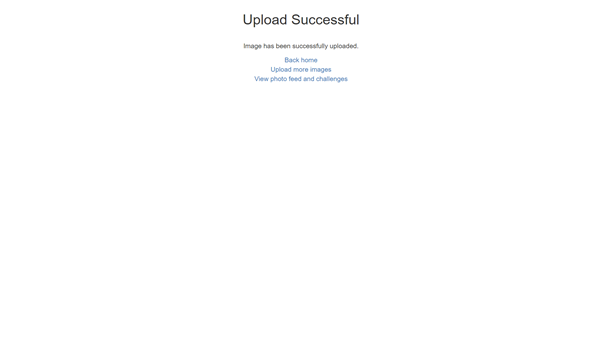 Upload Successful
Image has been successfully uploaded.
Back home
Upload more images
View photo feed and challenges